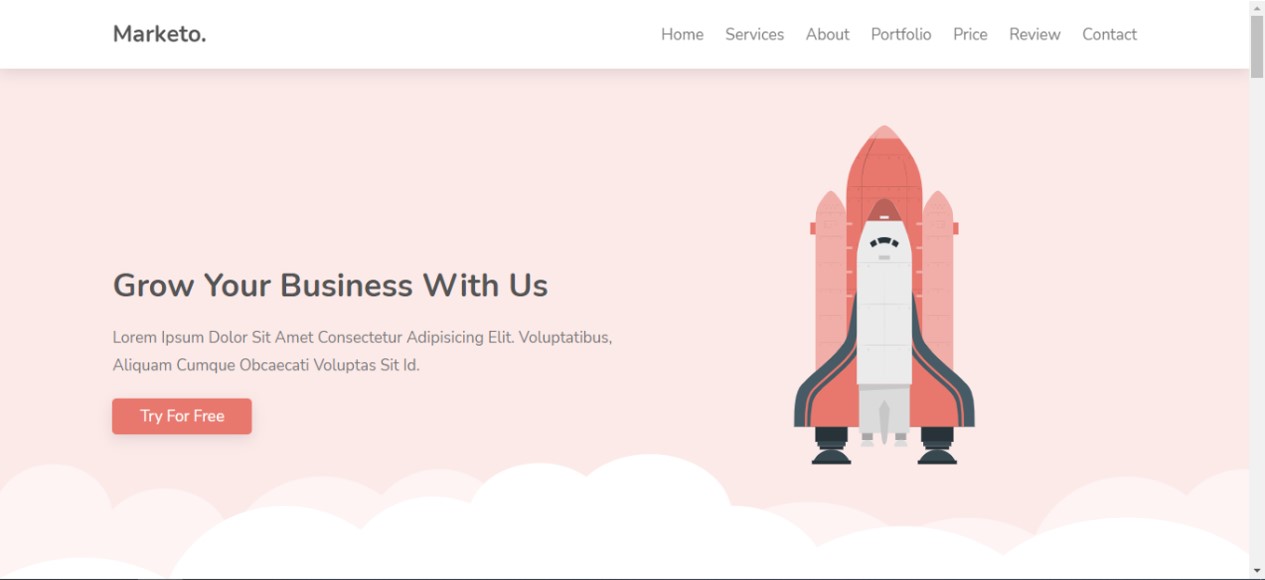 Marketo.
Home Services About Portfolio Price Review Contact
Grow Your Business With Us
Lorem Ipsum Dolor Sit Amet Consectetur Adipisicing Elit. Voluptatibus,
Aliquam Cumque Obcaecati Voluptas Sit Id.
Try For Free